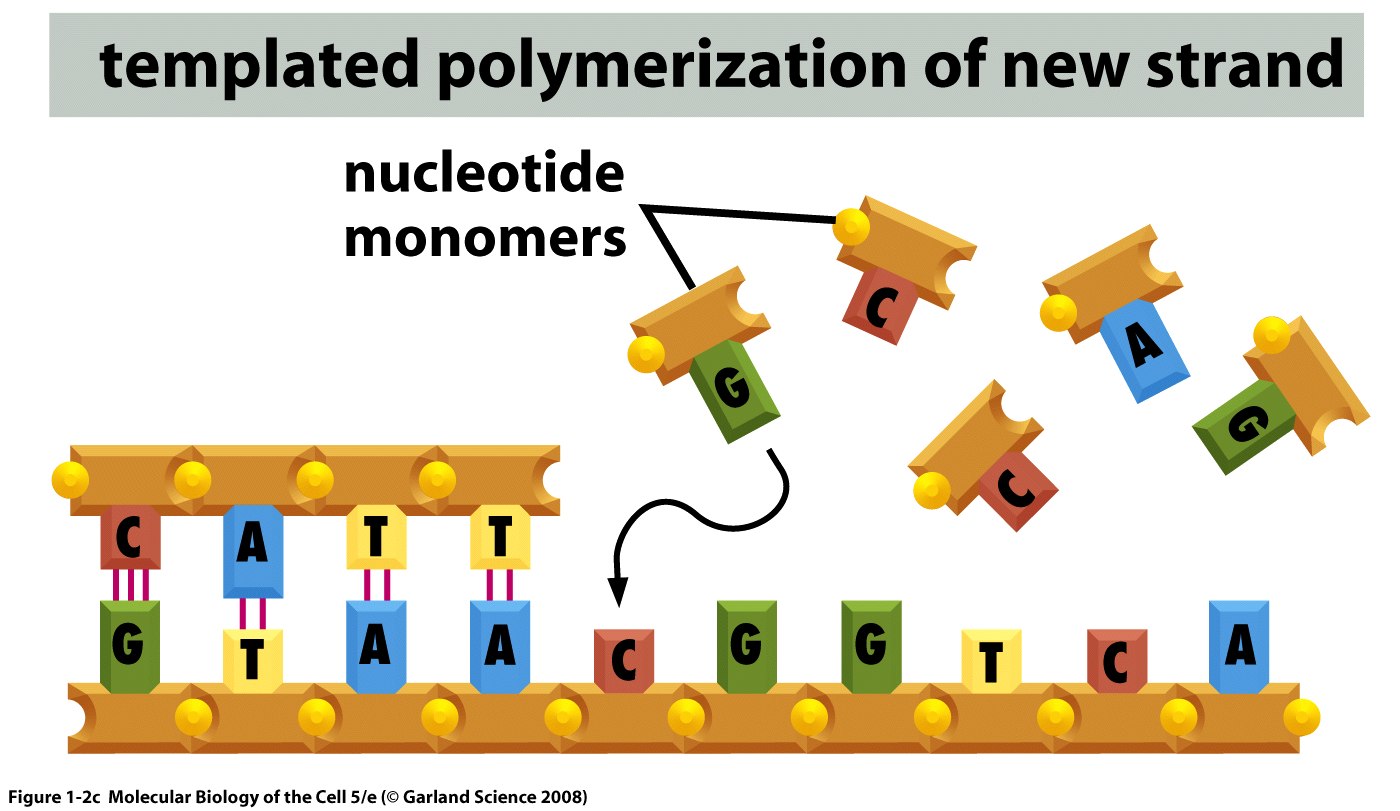 templated polymerization of new strand
nucleotide
monomers
C
A
G
A
G
C
C A T T
G T A A C G G T C A
Figure 1-2c Molecular Biology of the Cell 5/e (© Garland Science 2008)